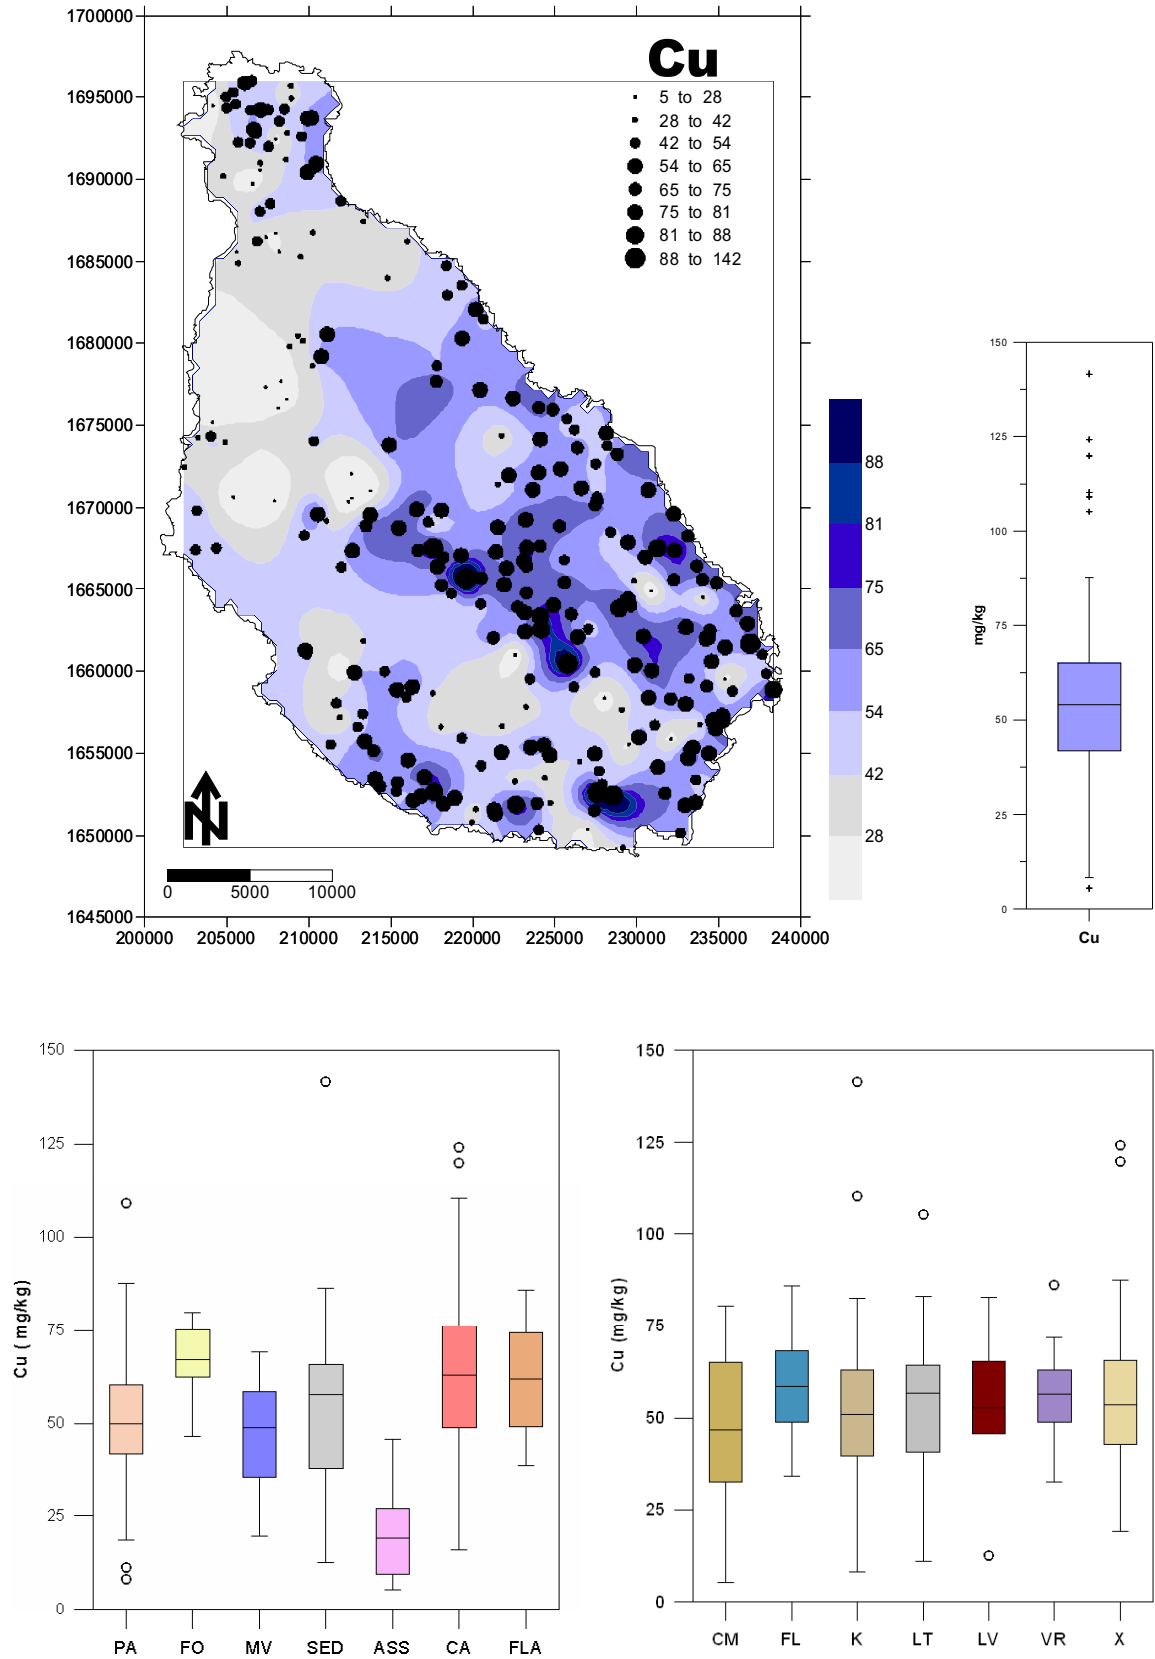 1700000
Cu
1695000
5 to 28
28 to 42
42 to 54
54 to 65
65 to 75
75 to 81
81 to 88
88 to 142
1690000
1685000
1680000
1675000
1670000
1665000
1660000
1655000
1650000
1645000
N
0 5000 10000
200000 205000 210000 215000 220000 225000 230000 235000 240000
88
81
75
65
54
42
28
150
125
100
75
50
25
0
mg/kg
Cu
150
125
100
75
50
25
0
Cu ( mg/kg)
PA FO MV SED ASS CA FLA
150
125
100
75
50
25
0
Cu (mg/kg)
CM FL K LT LV VR X